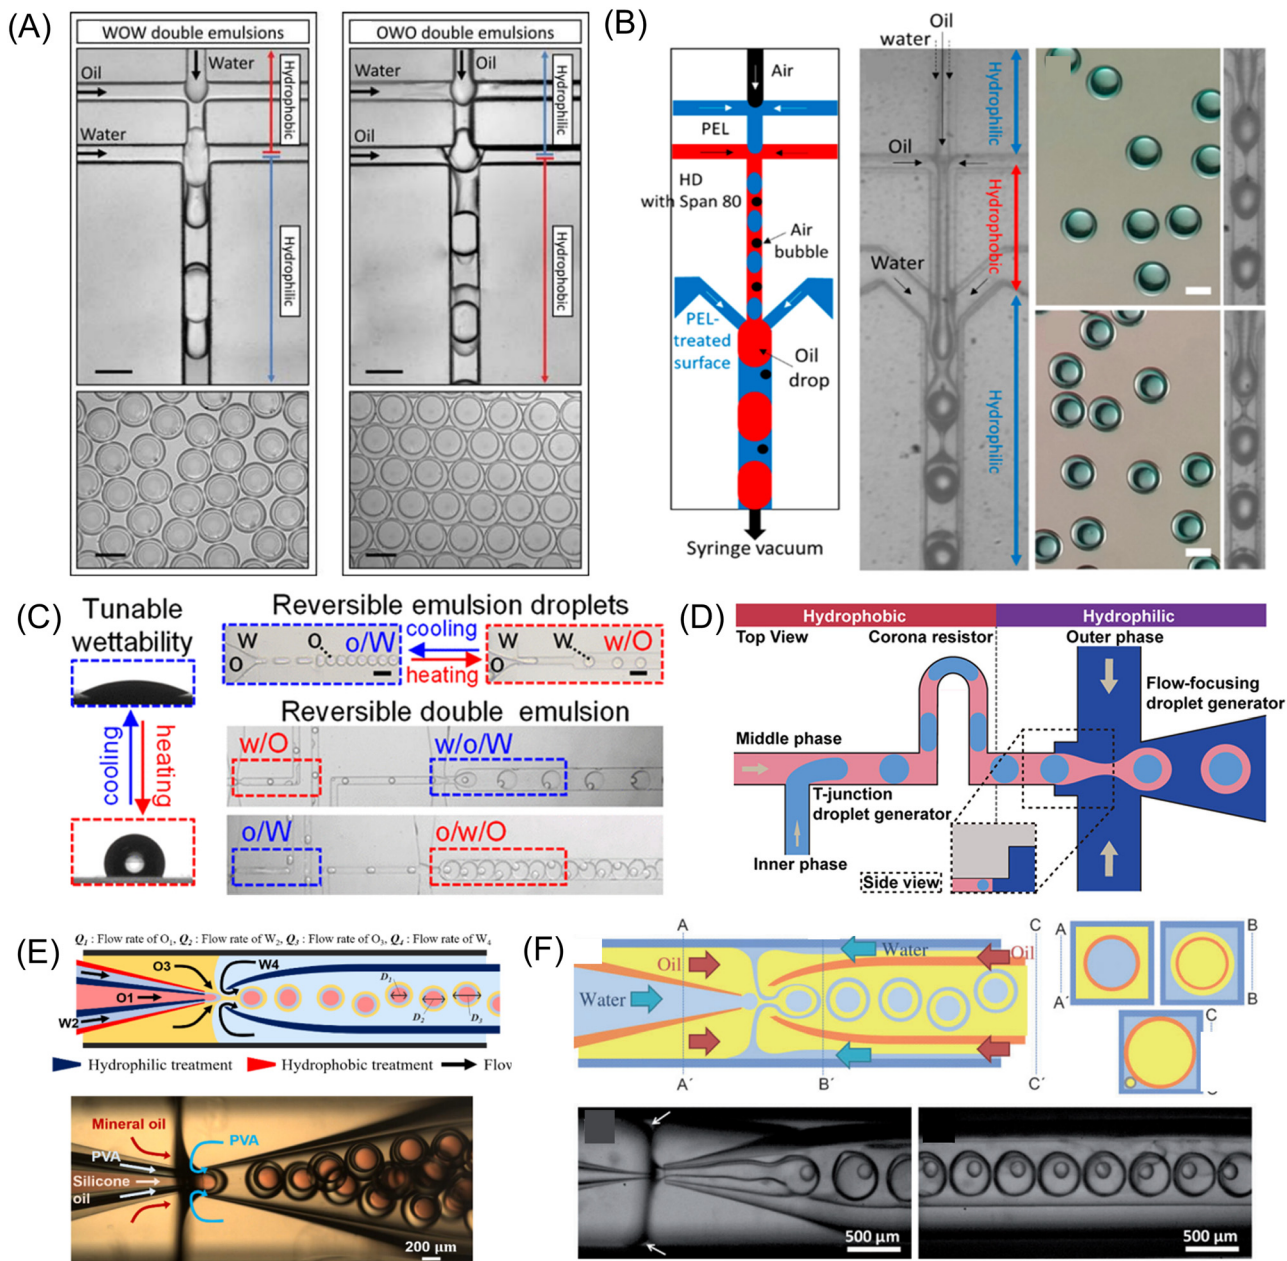 (A)
WOW double emulsions
OWO double emulsions
Oil
Water
Water
Hydrophobic
Hydrophilic
Water
Oil
Oil
Hydrophilic
Hydrophobic
(B)
Air
PEL
HD
with Span 80
Air
bubble
PEL-
treated
surface
Oil
drop
Syringe vacuum
Oil
water
Oil
Water
Hydrophilic
Hydrophobic
Hydrophilic
(C)
Tunable
wettability
cooling
heating
Reversible emulsion droplets
W
O
O
o/W
cooling
heating
W
O
W
w/O
Reversible double emulsion
w/O
w/o/W
o/W
o/w/O
(D)
Hydrophobic
Hydrophilic
Top View
Corona resistor
Outer phase
Flow-focusing
droplet generator
Middle phase
T-junction
droplet generator
Inner phase
Side view
(E)
Q1 : Flow rate of O1, Q2 : Flow rate of W2, Q3 : Flow rate of O3, Q4 : Flow rate of W4
O3
W4
O1
W2
D1
D2
D3
Hydrophilic treatment
Hydrophobic treatment
Flow
Mineral oil
PVA
PVA
Silicone
oil
200 µm
(F)
A
C
Oil
Water
Oil
Water
A´
B´
C´
A
A´
B
B
C
500 µm
500 µm